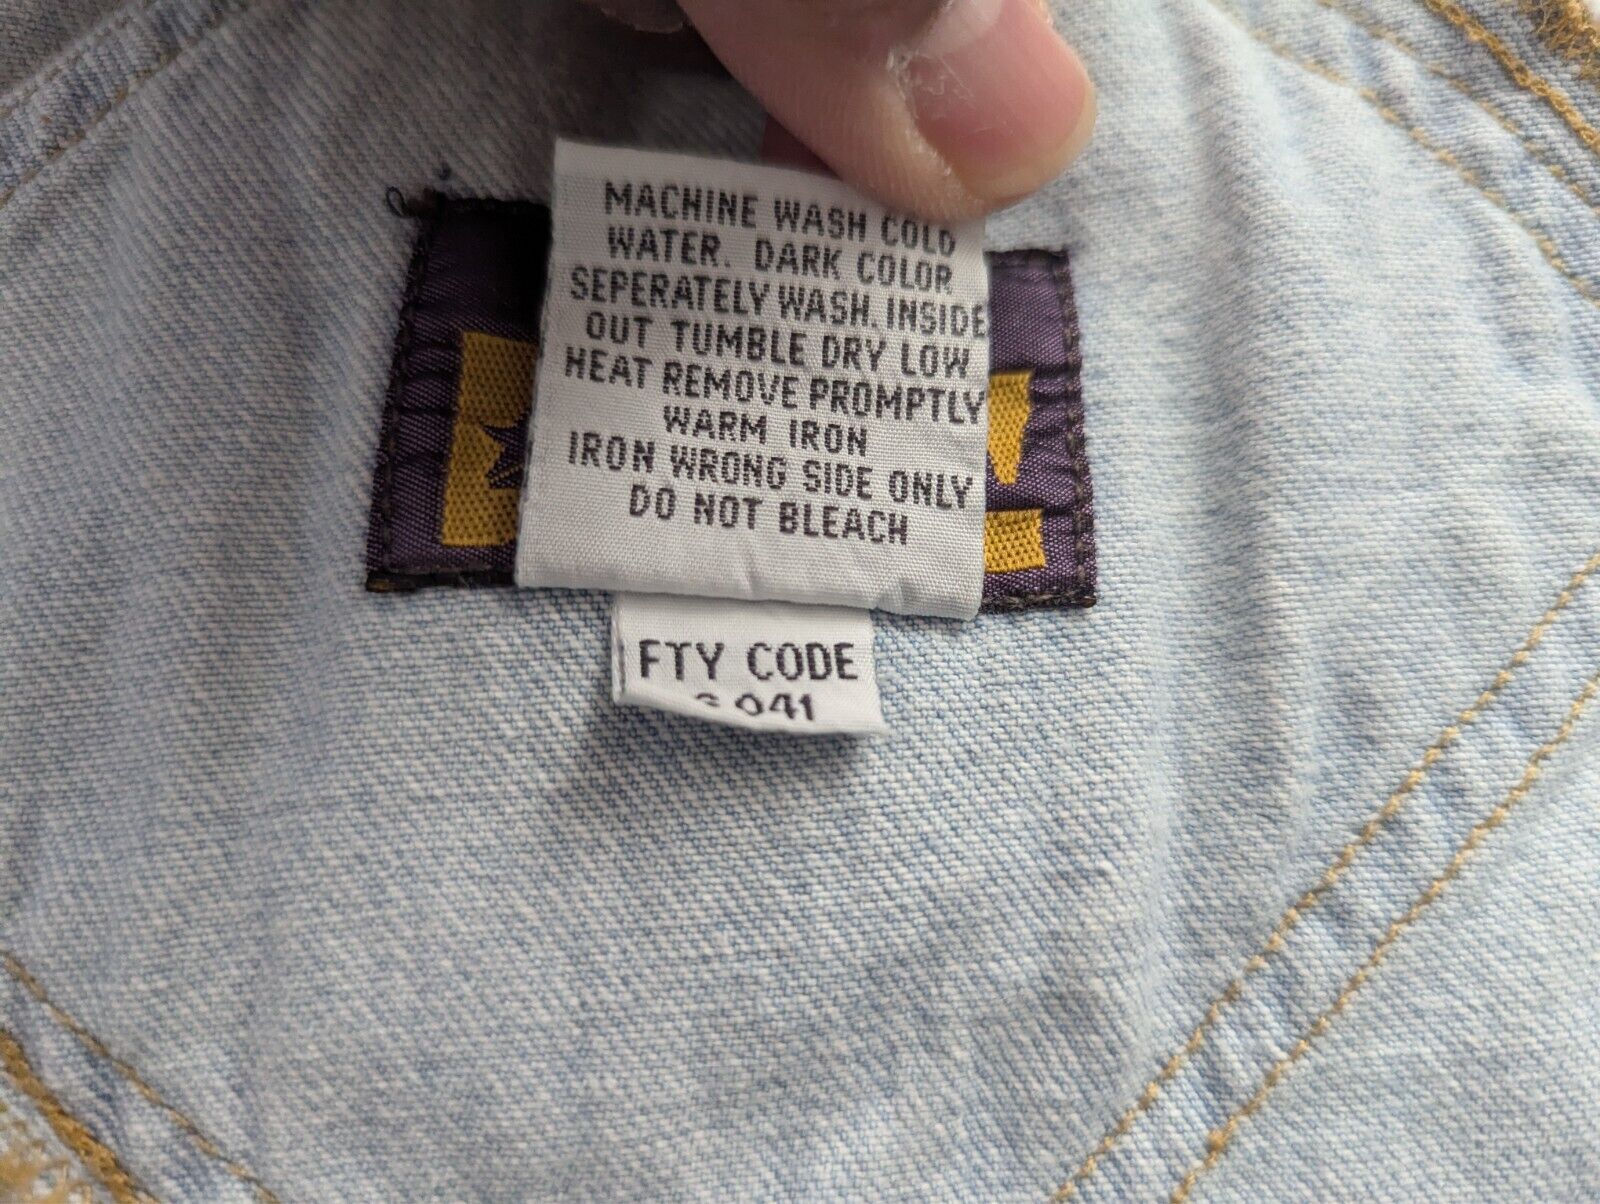 MACHINE WASH COLD
WATER. DARK COLOR
SEPERATELY WASH. INSIDE
OUT TUMBLE DRY LOW
HEAT REMOVE PROMPTLY
WARM IRON
IRON WRONG SIDE ONLY
DO NOT BLEACH
FTY CODE
041